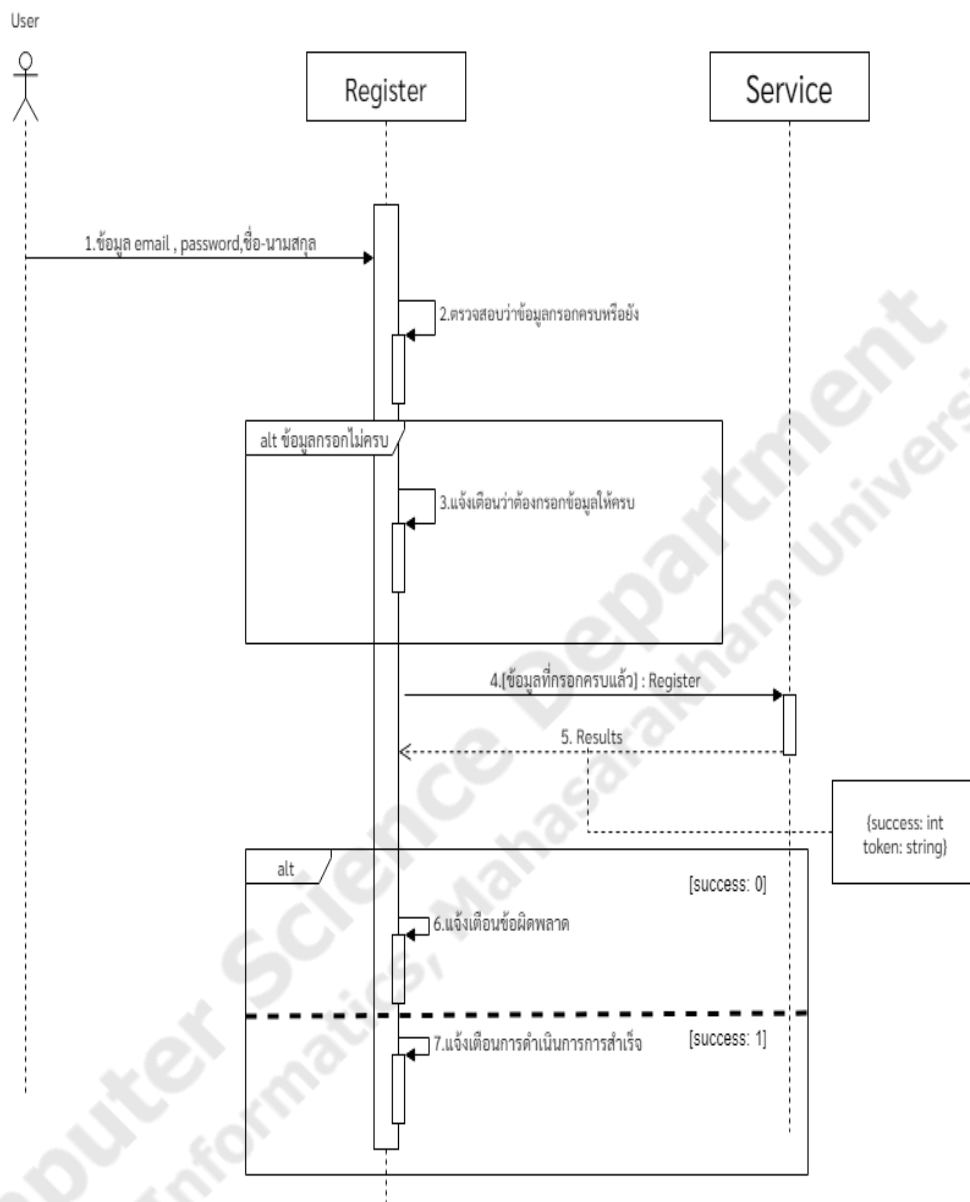 User
Register
Service
1.ข้อมูล email , password,ชื่อ-นามสกุล
2.ตรวจสอบว่าข้อมูลกรอกครบหรือยัง
alt ข้อมูลกรอกไม่ครบ
3.แจ้งเตือนว่าต้องกรอกข้อมูลให้ครบ
4.[ข้อมูลที่กรอกครบแล้ว] : Register
5. Results
{success: int
token: string}
alt
[success: 0]
6.แจ้งเตือนข้อผิดพลาด
[success: 1]
7.แจ้งเตือนการดำเนินการการสำเร็จ
puter Science Department
Informatics, Mahasarakham Universi